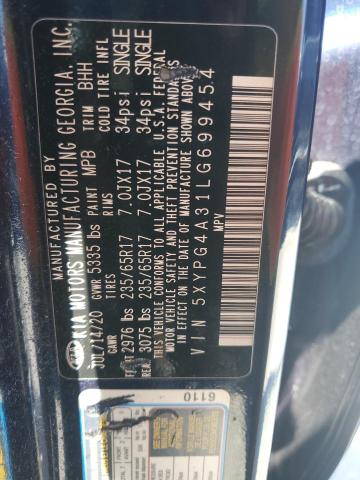 MANUFACTURED BY
KIA MOTORS MANUFACTURING GEORGIA, INC.
JUL/14/20 GVWR 5335 lbs PAINT MPB TRIM BHH
GAWR TIRES RIMS COLD TIRE INFL
2976 lbs 235/65R17 7.0JX17 34psi SINGLE
REAR 3075 lbs 235/65R17 7.0JX17 34psi SINGLE
THIS VEHICLE CONFORMS TO ALL APPLICABLE U.S.A. FEDERAL
MOTOR VEHICLE SAFETY, BUMPER, AND THEFT PREVENTION STANDARDS
IN EFFECT ON THE DATE OF MANUFACTURE SHOWN ABOVE.
VIN: 5XYPG4A31LG699454
MPV
6110